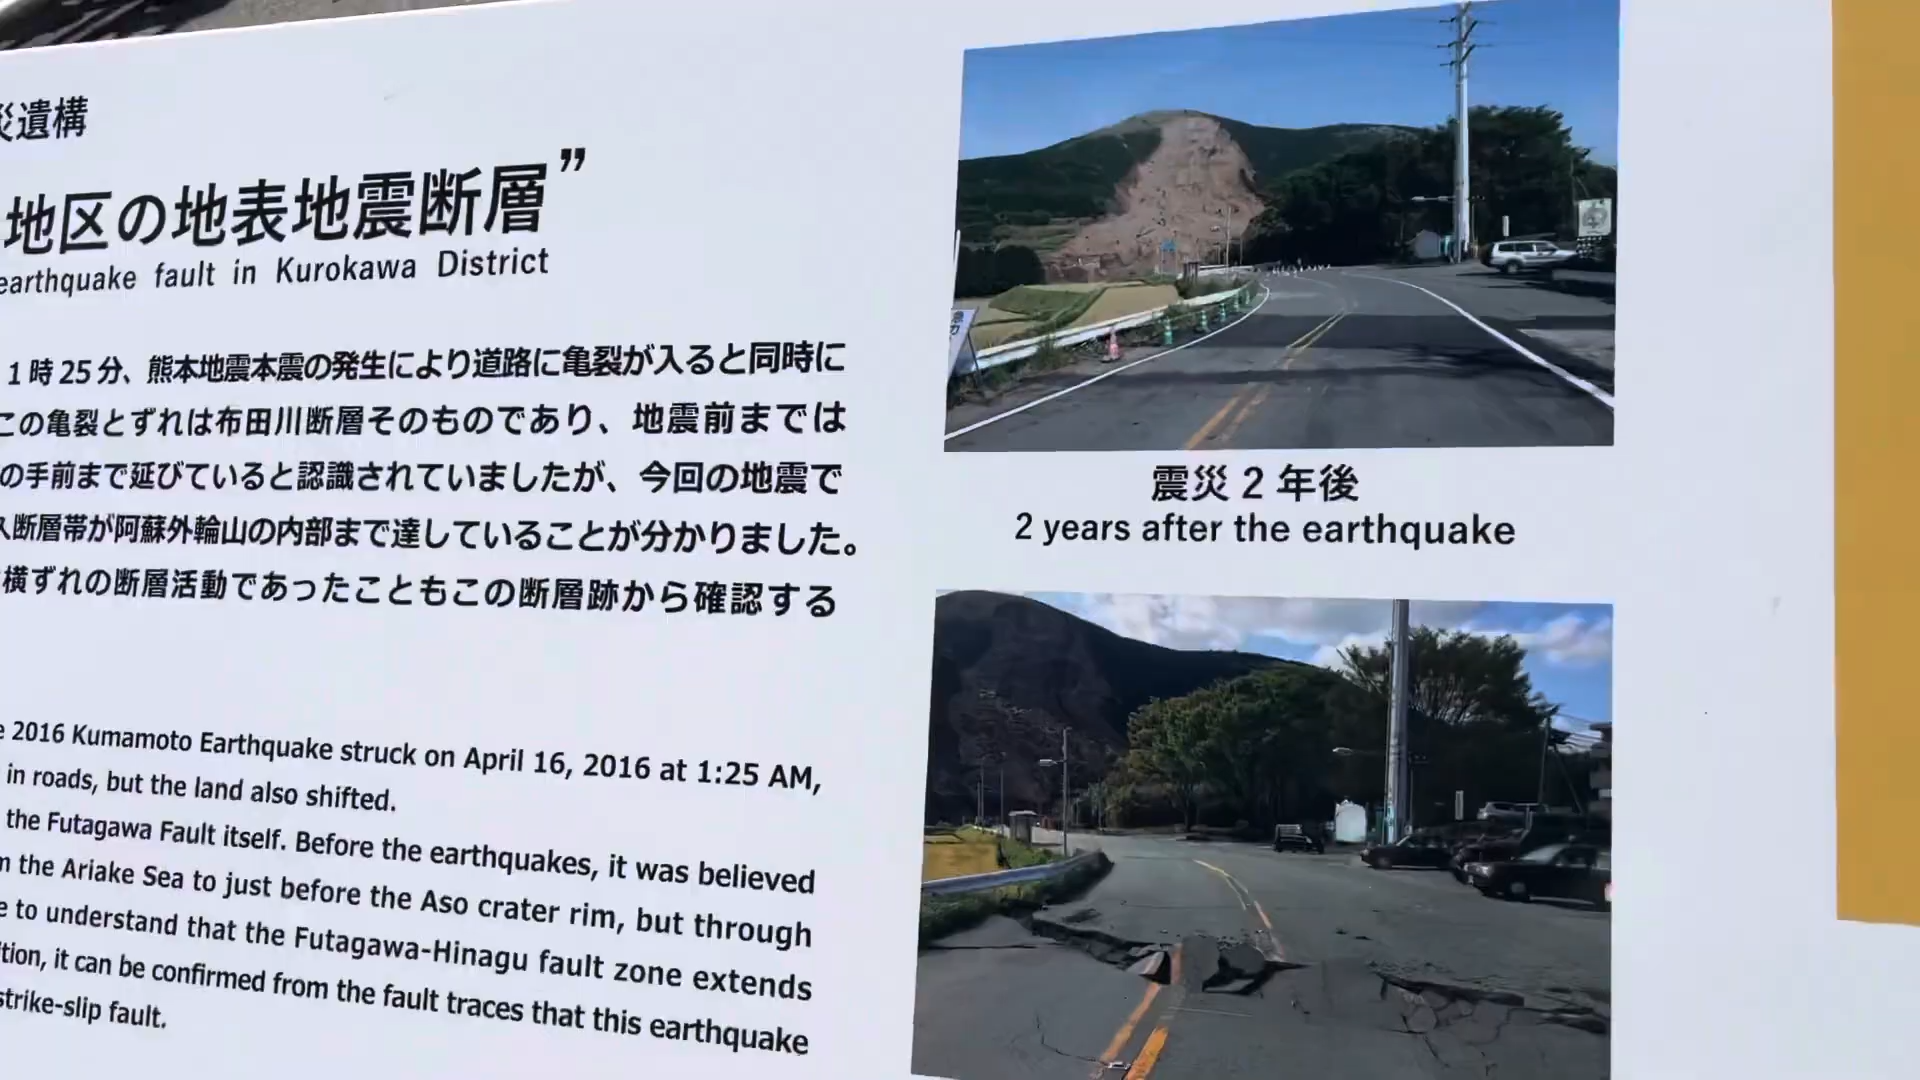 災遺構
地区の地表地震断層”
earthquake fault in Kurokawa District
1時25分、熊本地震本震の発生により道路に亀裂が入ると同時に
この亀裂とずれは布田川断層そのものであり、地震前までは
の手前まで延びていると認識されていましたが、今回の地震で
久断層帯が阿蘇外輪山の内部まで達していることが分かりました。
横ずれの断層活動であったこともこの断層跡から確認する
2016 Kumamoto Earthquake struck on April 16, 2016 at 1:25 AM,
in roads, but the land also shifted.
the Futagawa Fault itself. Before the earthquakes, it was believed
the Ariake Sea to just before the Aso crater rim, but through
to understand that the Futagawa-Hinagu fault zone extends
tion, it can be confirmed from the fault traces that this earthquake
strike-slip fault.
震災2年後
2 years after the earthquake